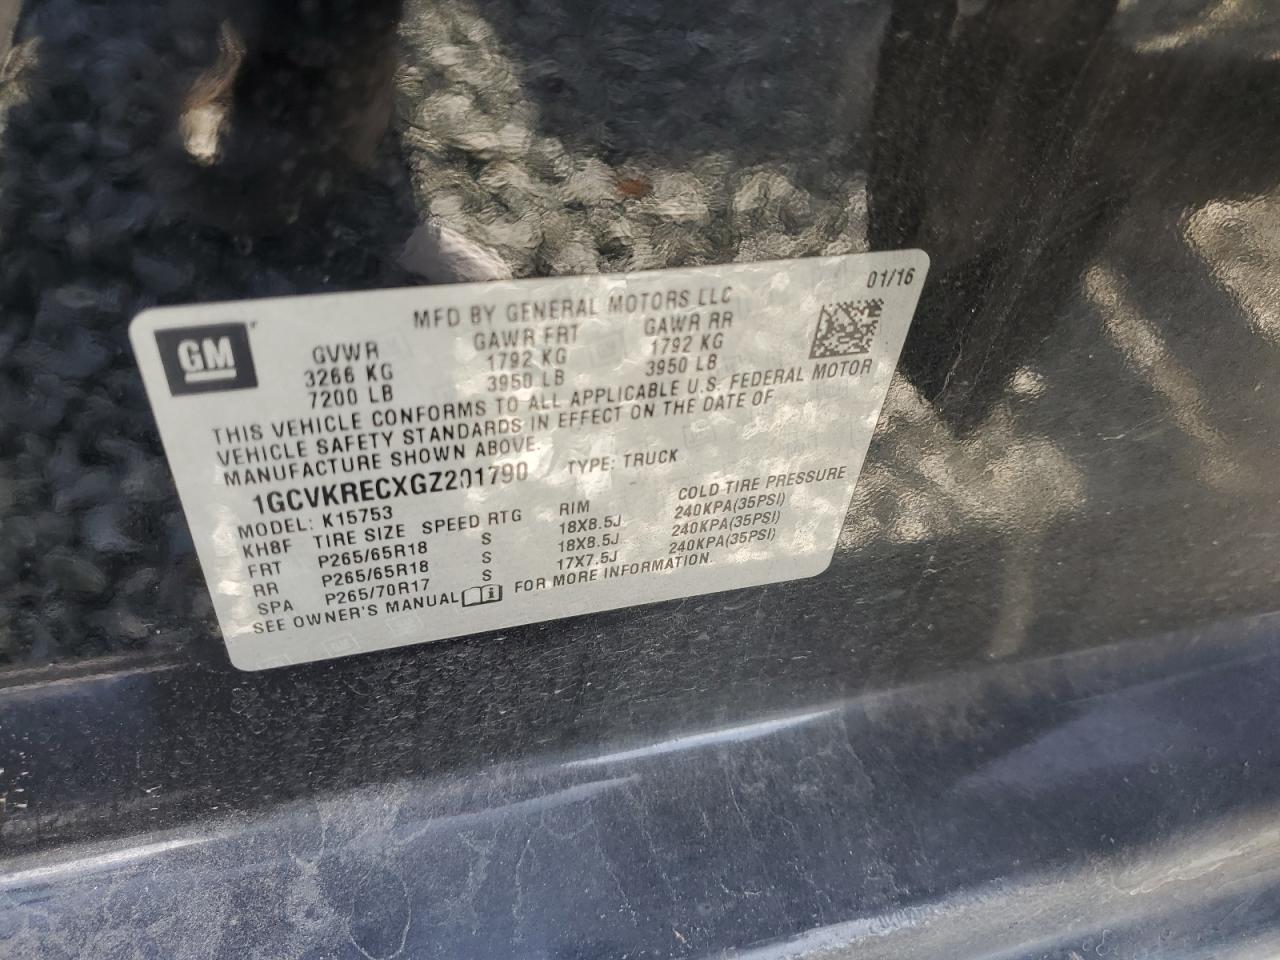 GM
01/16
MFD BY GENERAL MOTORS LLC
GVWR GAWR FRT GAWR RR
3266 KG 1792 KG 1792 KG
7200 LB 3950 LB 3950 LB
THIS VEHICLE CONFORMS TO ALL APPLICABLE U.S. FEDERAL MOTOR
VEHICLE SAFETY STANDARDS IN EFFECT ON THE DATE OF
MANUFACTURE SHOWN ABOVE.
1GCVKRECXGZ201790 TYPE: TRUCK
MODEL: K15753
KH8F TIRE SIZE SPEED RTG RIM COLD TIRE PRESSURE
FRT P265/65R18 S 18X8.5J 240KPA(35PSI)
RR P265/65R18 S 18X8.5J 240KPA(35PSI)
SPA P265/70R17 S 17X7.5J 240KPA(35PSI)
SEE OWNER'S MANUAL FOR MORE INFORMATION.